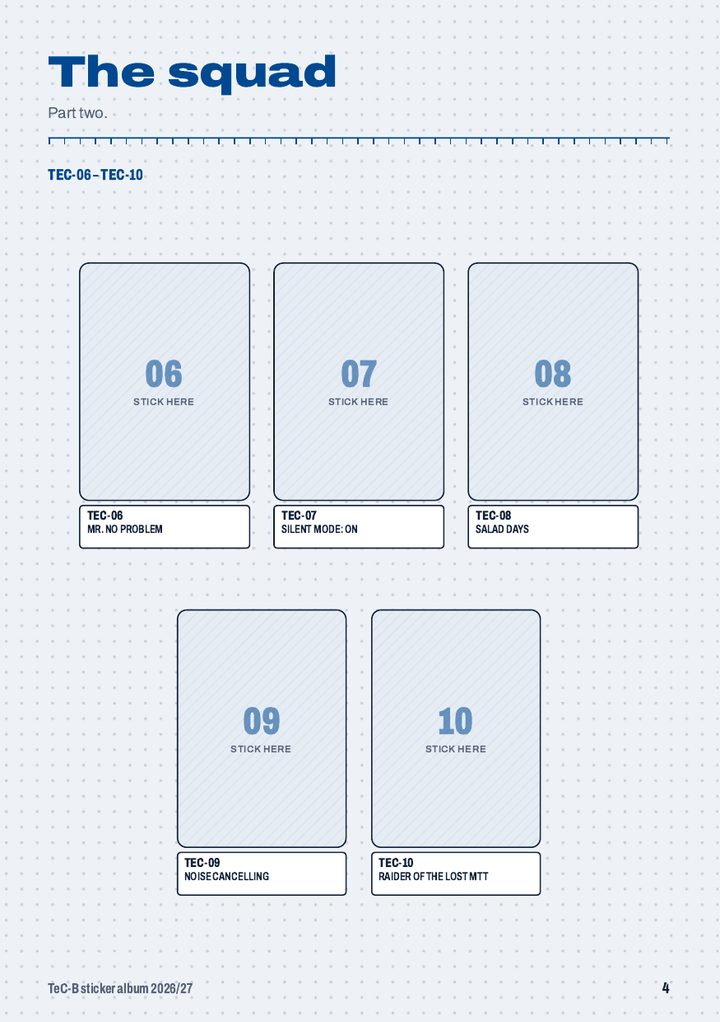 The squad
Part two.
TEC-06 – TEC-10
06
STICK HERE
07
STICK HERE
08
STICK HERE
TEC-06
MR. NO PROBLEM
TEC-07
SILENT MODE: ON
TEC-08
SALAD DAYS
09
STICK HERE
10
STICK HERE
TEC-09
NOISE CANCELLING
TEC-10
RAIDER OF THE LOST MTT
TeC-B sticker album 2026/27
4